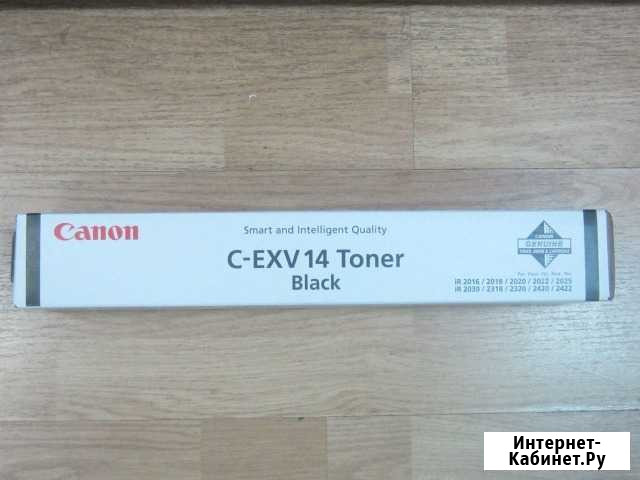 Canon
Smart and Intelligent Quality
C-EXV 14 Toner
Black
CANON
GENUINE
iR 2016 / 2018 / 2020 / 2022 / 2025
iR 2030 / 2318 / 2320 / 2420 / 2422
Интернет-
Кабинет.Ру